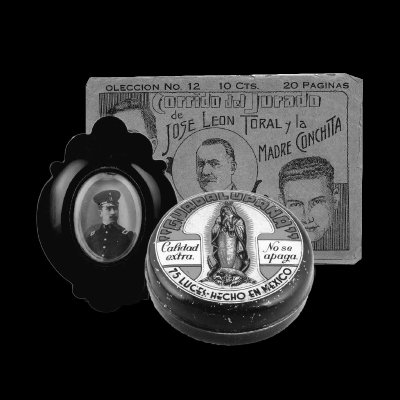 OLECCION No. 12 10 CTS. 20 PAGINAS
Corrido del Jurado
de
JOSE LEON TORAL y la
MADRE CONCHITA
"GUADALUPANO"
Calidad
extra.
No se
apaga.
75 LUCES-HECHO EN MEXICO